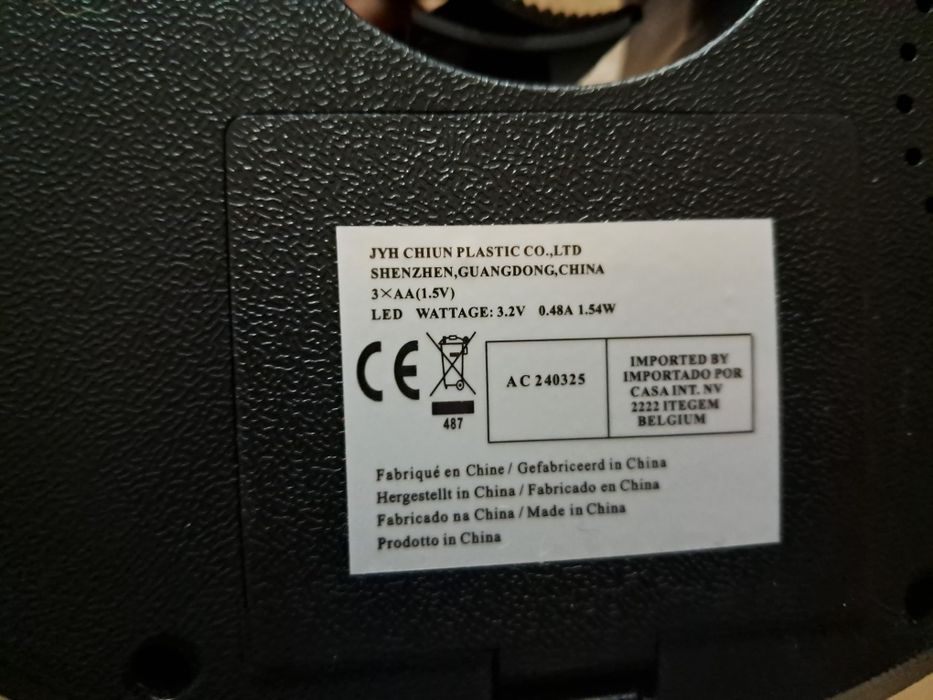 JYH CHIUN PLASTIC CO.,LTD
SHENZHEN,GUANGDONG,CHINA
3×AA(1.5V)
LED WATTAGE: 3.2V 0.48A 1.54W
CE
487
AC 240325
IMPORTED BY
IMPORTADO POR
CASA INT. NV
2222 ITEGEM
BELGIUM
Fabriqué en Chine / Gefabriceerd in China
Hergestellt in China / Fabricado en China
Fabricado na China / Made in China
Prodotto in China